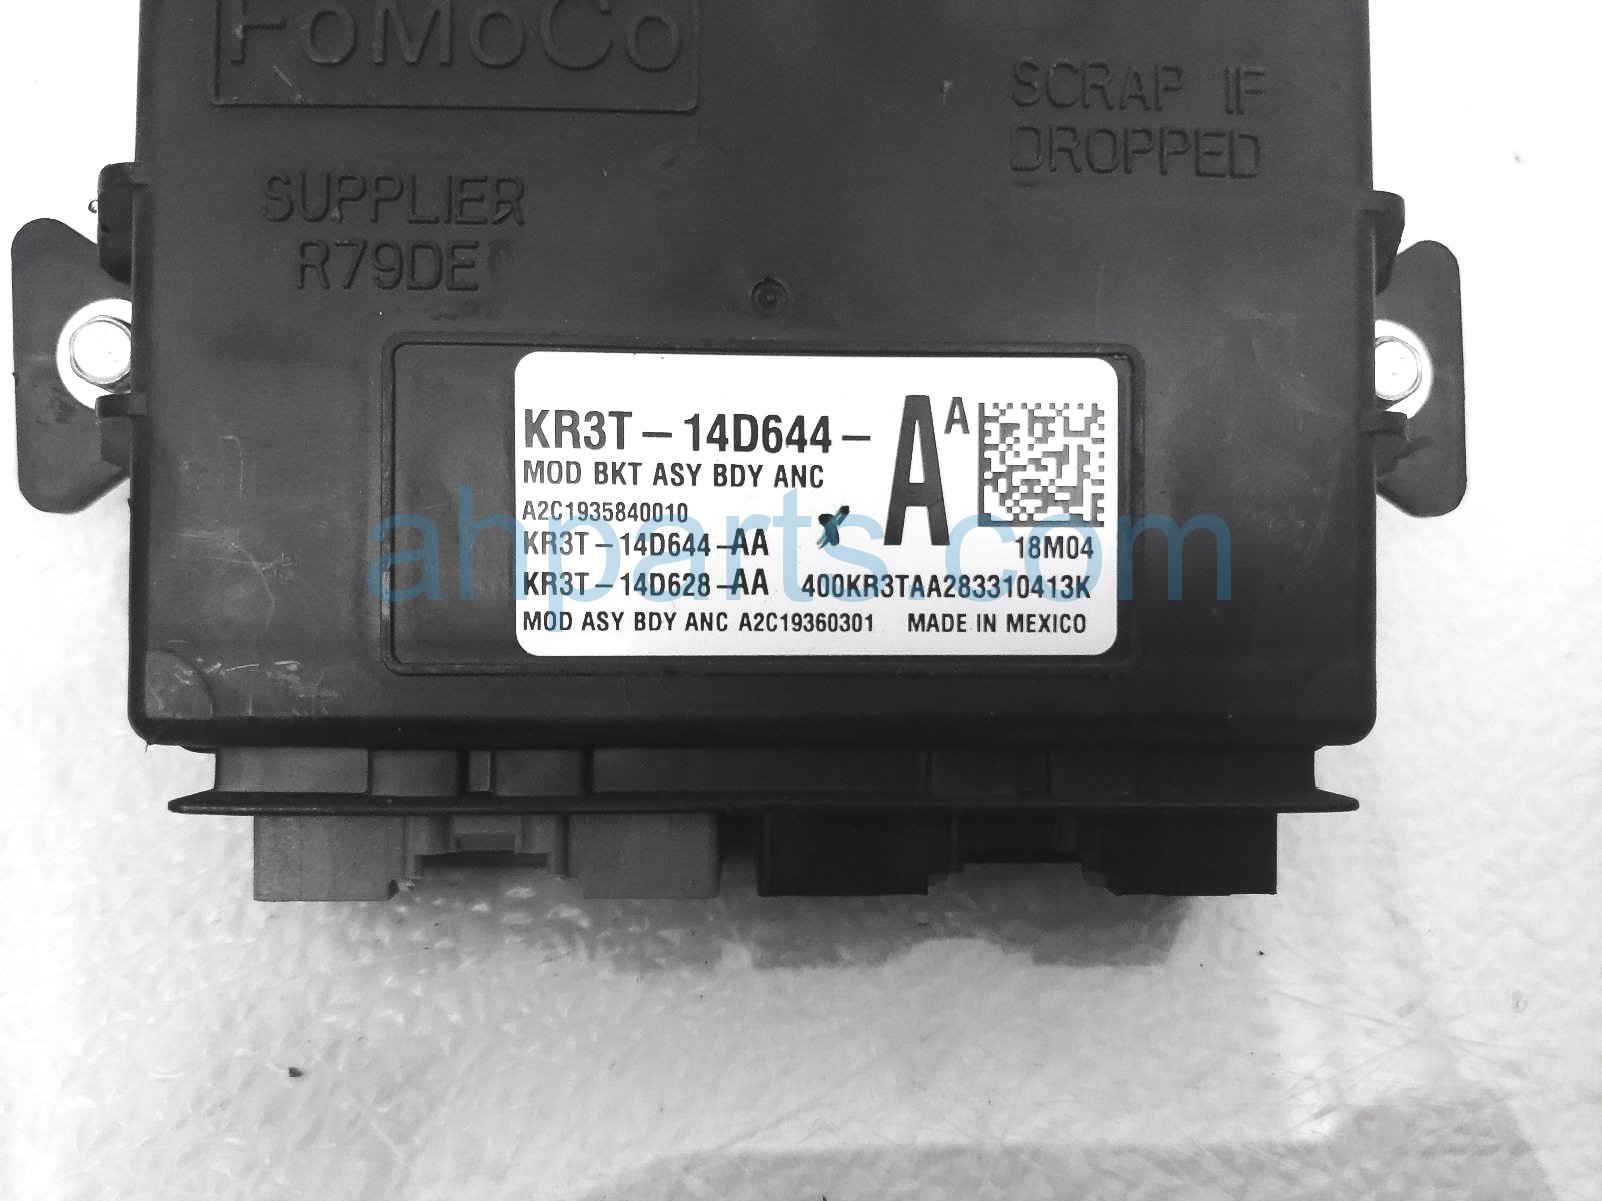 FoMoCo
SCRAP IF
DROPPED
SUPPLIER
R79DE
KR3T-14D644-AA
MOD BKT ASY BDY ANC
A2C1935840010
KR3T-14D644-AA
18M04
KR3T-14D628-AA 400KR3TAA283310413K
MOD ASY BDY ANC A2C19360301 MADE IN MEXICO
ahparts.com